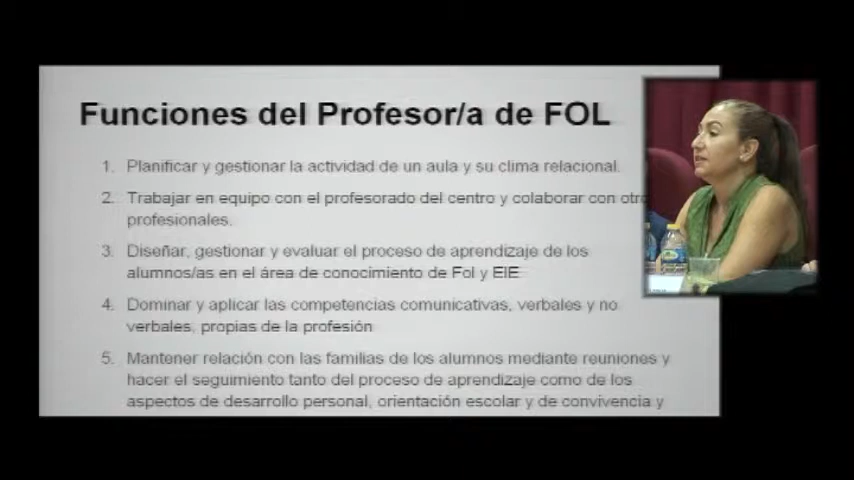 Funciones del Profesor/a de FOL
1. Planificar y gestionar la actividad de un aula y su clima relacional.
2. Trabajar en equipo con el profesorado del centro y colaborar con otro
profesionales.
3. Diseñar, gestionar y evaluar el proceso de aprendizaje de los
alumnos/as en el área de conocimiento de Fol y EIE
4. Dominar y aplicar las competencias comunicativas, verbales y no
verbales, propias de la profesión
5. Mantener relación con las familias de los alumnos mediante reuniones y
hacer el seguimiento tanto del proceso de aprendizaje como de los
aspectos de desarrollo personal, orientación escolar y de convivencia y